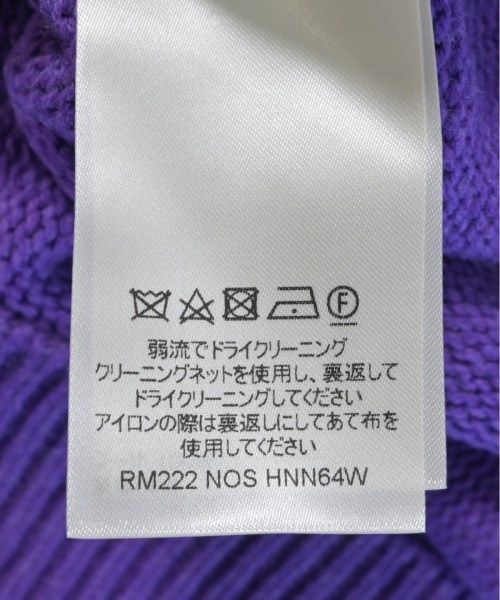 F
弱流でドライクリーニング
クリーニングネットを使用し、裏返して
ドライクリーニングしてください
アイロンの際は裏返しにしてあて布を
使用してください
RM222 NOS HNN64W